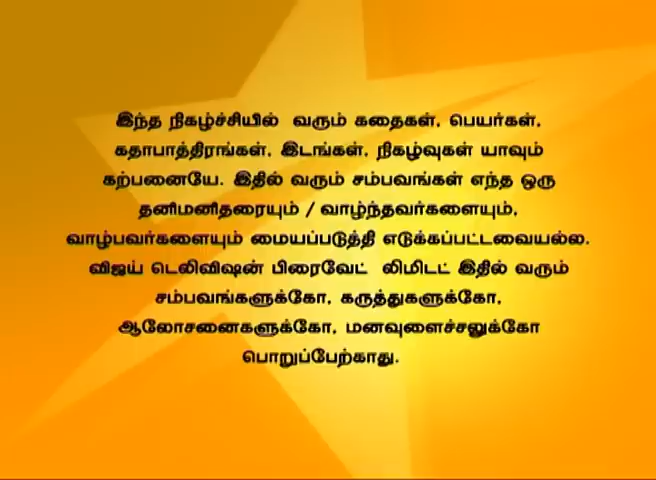 இந்த நிகழ்ச்சியில் வரும் கதைகள், பெயர்கள்,
கதாபாத்திரங்கள், இடங்கள், நிகழ்வுகள் யாவும்
கற்பனையே. இதில் வரும் சம்பவங்கள் எந்த ஒரு
தனிமனிதரையும் / வாழ்ந்தவர்களையும்,
வாழ்பவர்களையும் மையப்படுத்தி எடுக்கப்பட்டவையல்ல.
விஜய் டெலிவிஷன் பிரைவேட் லிமிடட் இதில் வரும்
சம்பவங்களுக்கோ, கருத்துகளுக்கோ,
ஆலோசனைகளுக்கோ, மனவுளைச்சலுக்கோ
பொறுப்பேற்காது.